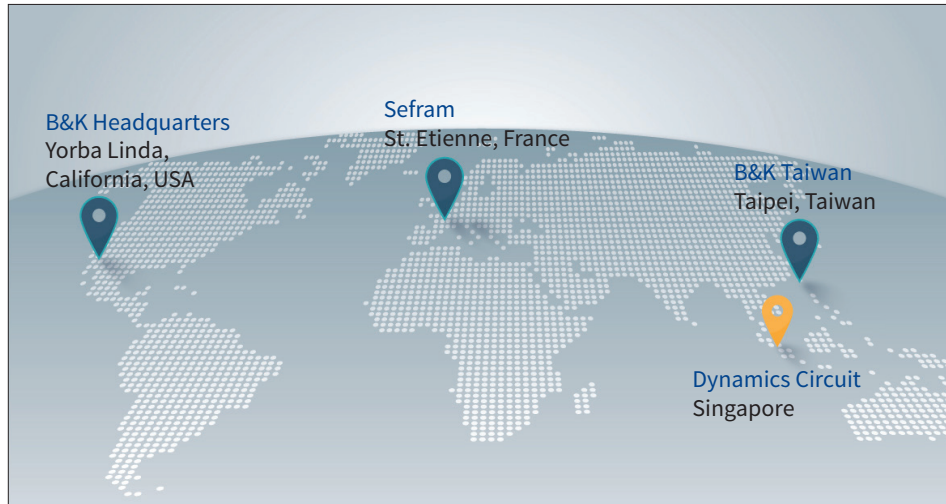 B&K Headquarters
Yorba Linda,
California, USA
Sefram
St. Etienne, France
B&K Taiwan
Taipei, Taiwan
Dynamics Circuit
Singapore